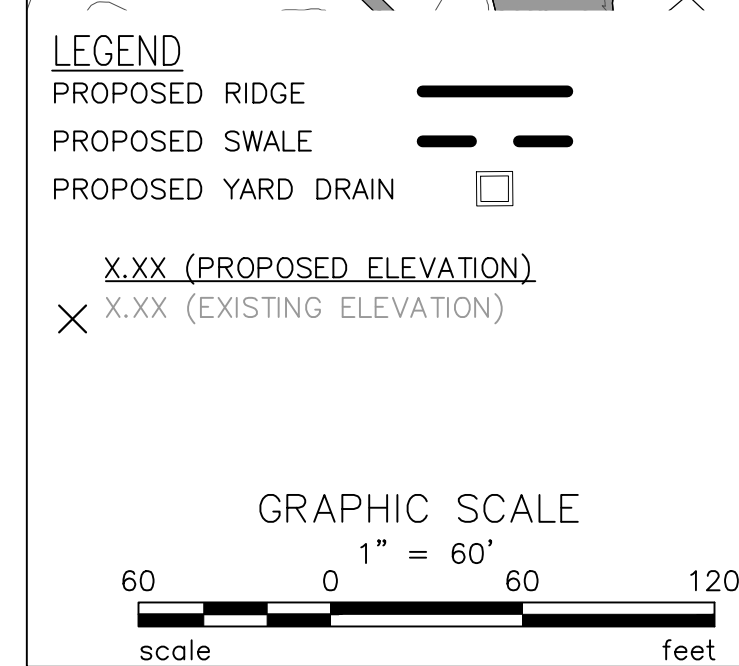 LEGEND
PROPOSED RIDGE
PROPOSED SWALE
PROPOSED YARD DRAIN
X.XX (PROPOSED ELEVATION)
X.XX (EXISTING ELEVATION)
GRAPHIC SCALE
1" = 60'
60 0 60 120
scale feet